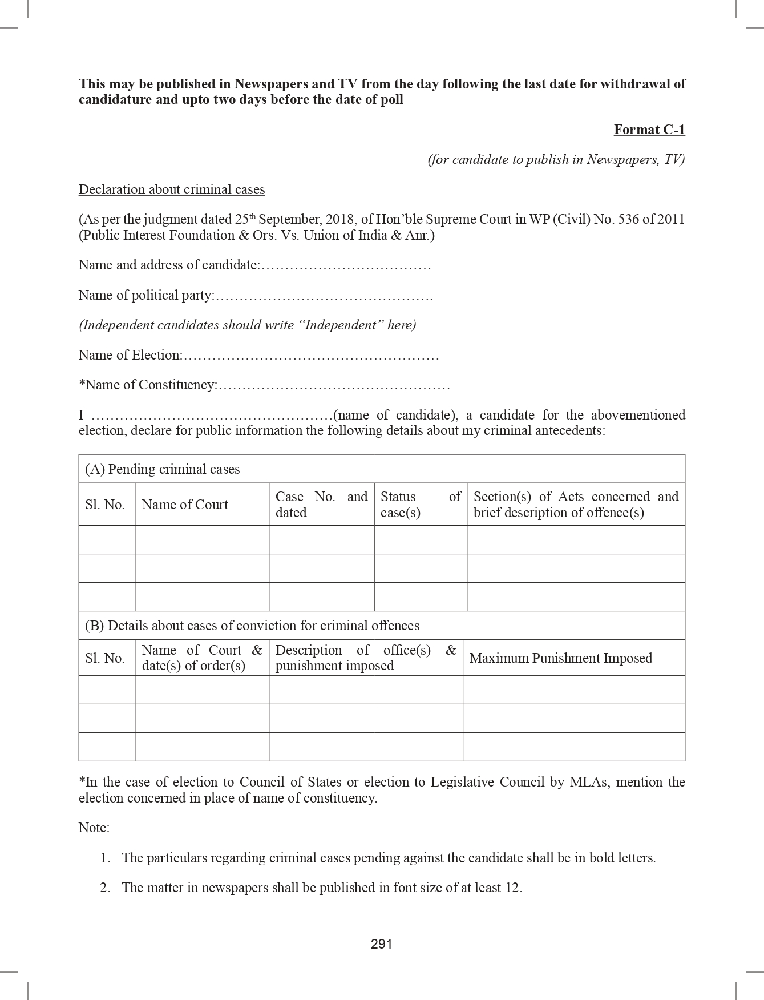 This may be published in Newspapers and TV from the day following the last date for withdrawal of
candidature and upto two days before the date of poll
Format C-1
(for candidate to publish in Newspapers, TV)
Declaration about criminal cases
(As per the judgment dated 25th September, 2018, of Hon’ble Supreme Court in WP (Civil) No. 536 of 2011
(Public Interest Foundation & Ors. Vs. Union of India & Anr.)
Name and address of candidate:………………………………
Name of political party:……………………………………….
(Independent candidates should write “Independent” here)
Name of Election:………………………………………………
*Name of Constituency:…………………………………………
I ……………………………………………(name of candidate), a candidate for the abovementioned
election, declare for public information the following details about my criminal antecedents:
(A) Pending criminal cases
Sl. No. Name of Court Case No. and dated Status of case(s) Section(s) of Acts concerned and brief description of offence(s)
(B) Details about cases of conviction for criminal offences
Sl. No. Name of Court & date(s) of order(s) Description of office(s) & punishment imposed Maximum Punishment Imposed
*In the case of election to Council of States or election to Legislative Council by MLAs, mention the
election concerned in place of name of constituency.
Note:
1. The particulars regarding criminal cases pending against the candidate shall be in bold letters.
2. The matter in newspapers shall be published in font size of at least 12.
291